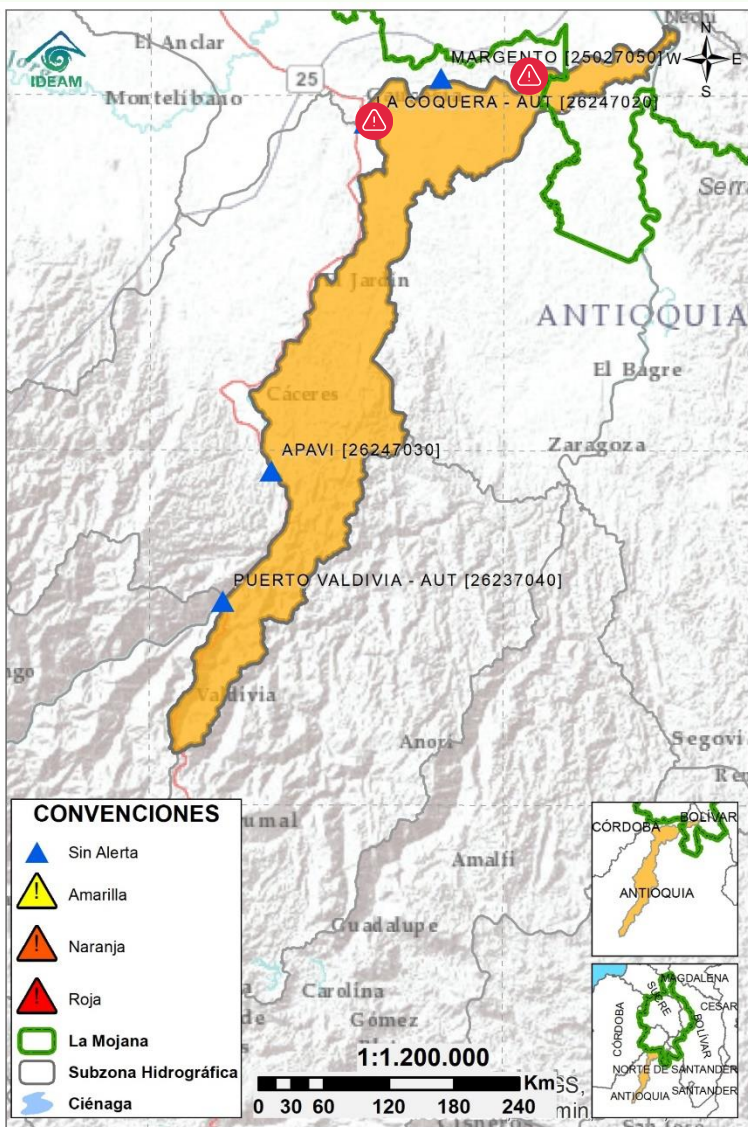 Nechí
El Anclar
MARGENTO [25027050]
N
W
E
S
IDEAM
25
Montelíbano
LA COQUERA - AUT [26247020]
El Jardín
ANTIOQUIA
El Bagre
Cáceres
APAVI [26247030]
Zaragoza
PUERTO VALDIVIA - AUT [26237040]
Valdivia
Anorí
CONVENCIONES
Sin Alerta
Amarilla
Naranja
Roja
La Mojana
Subzona Hidrográfica
Ciénaga
Amalfi
Guadalupe
Carolina
Gómez
1:1.200.000
Km
0 30 60 120 180 240
BOLÍVAR
CÓRDOBA
ANTIOQUIA
MAGDALENA
SUCRE
CESAR
CÓRDOBA
BOLÍVAR
NORTE DE SANTANDER
ANTIOQUIA
SANTANDER